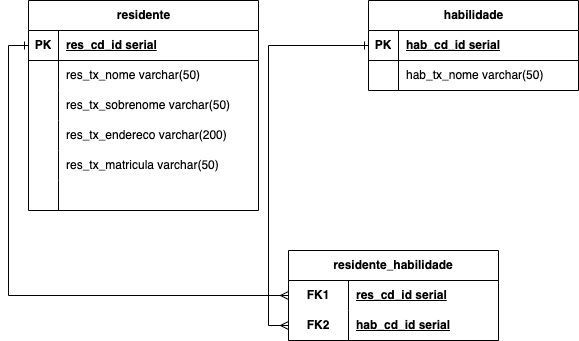 residente
PK res_cd_id serial
res_tx_nome varchar(50)
res_tx_sobrenome varchar(50)
res_tx_endereco varchar(200)
res_tx_matricula varchar(50)
habilidade
PK hab_cd_id serial
hab_tx_nome varchar(50)
residente_habilidade
FK1 res_cd_id serial
FK2 hab_cd_id serial